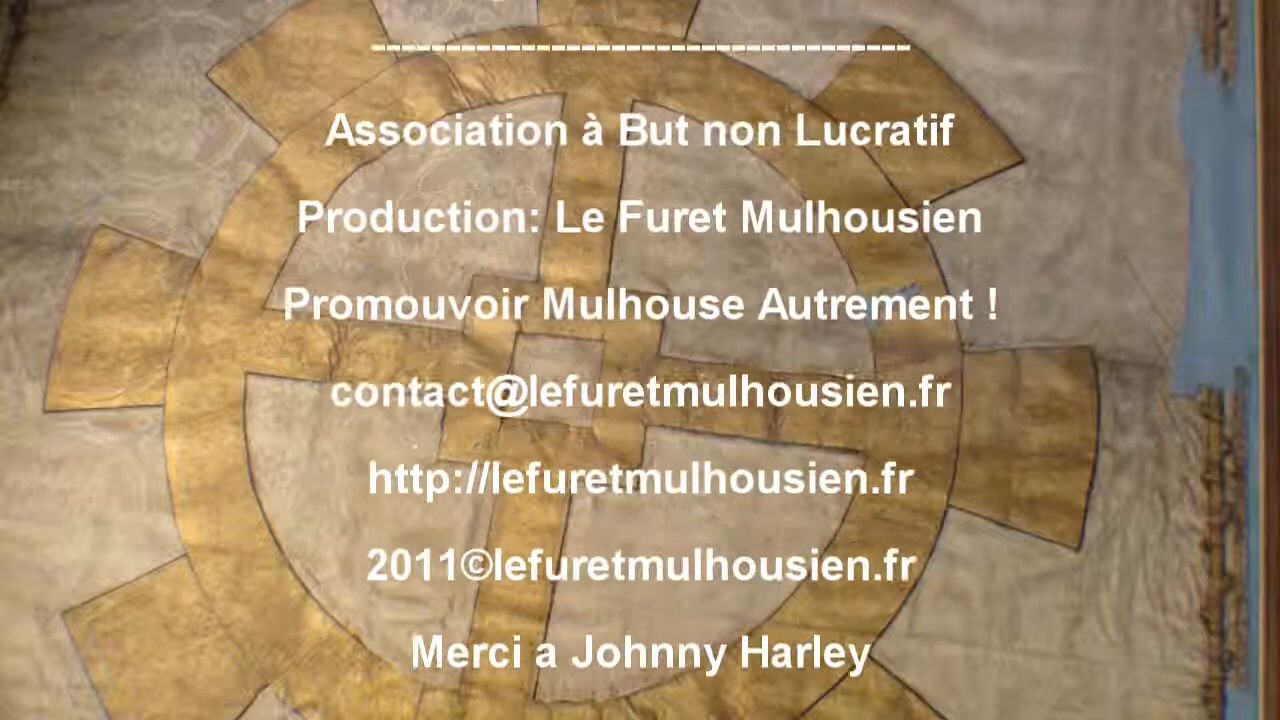 ------------------------------------
Association à But non Lucratif
Production: Le Furet Mulhousien
Promouvoir Mulhouse Autrement !
contact@lefuretmulhousien.fr
http://lefuretmulhousien.fr
2011©lefuretmulhousien.fr
Merci a Johnny Harley